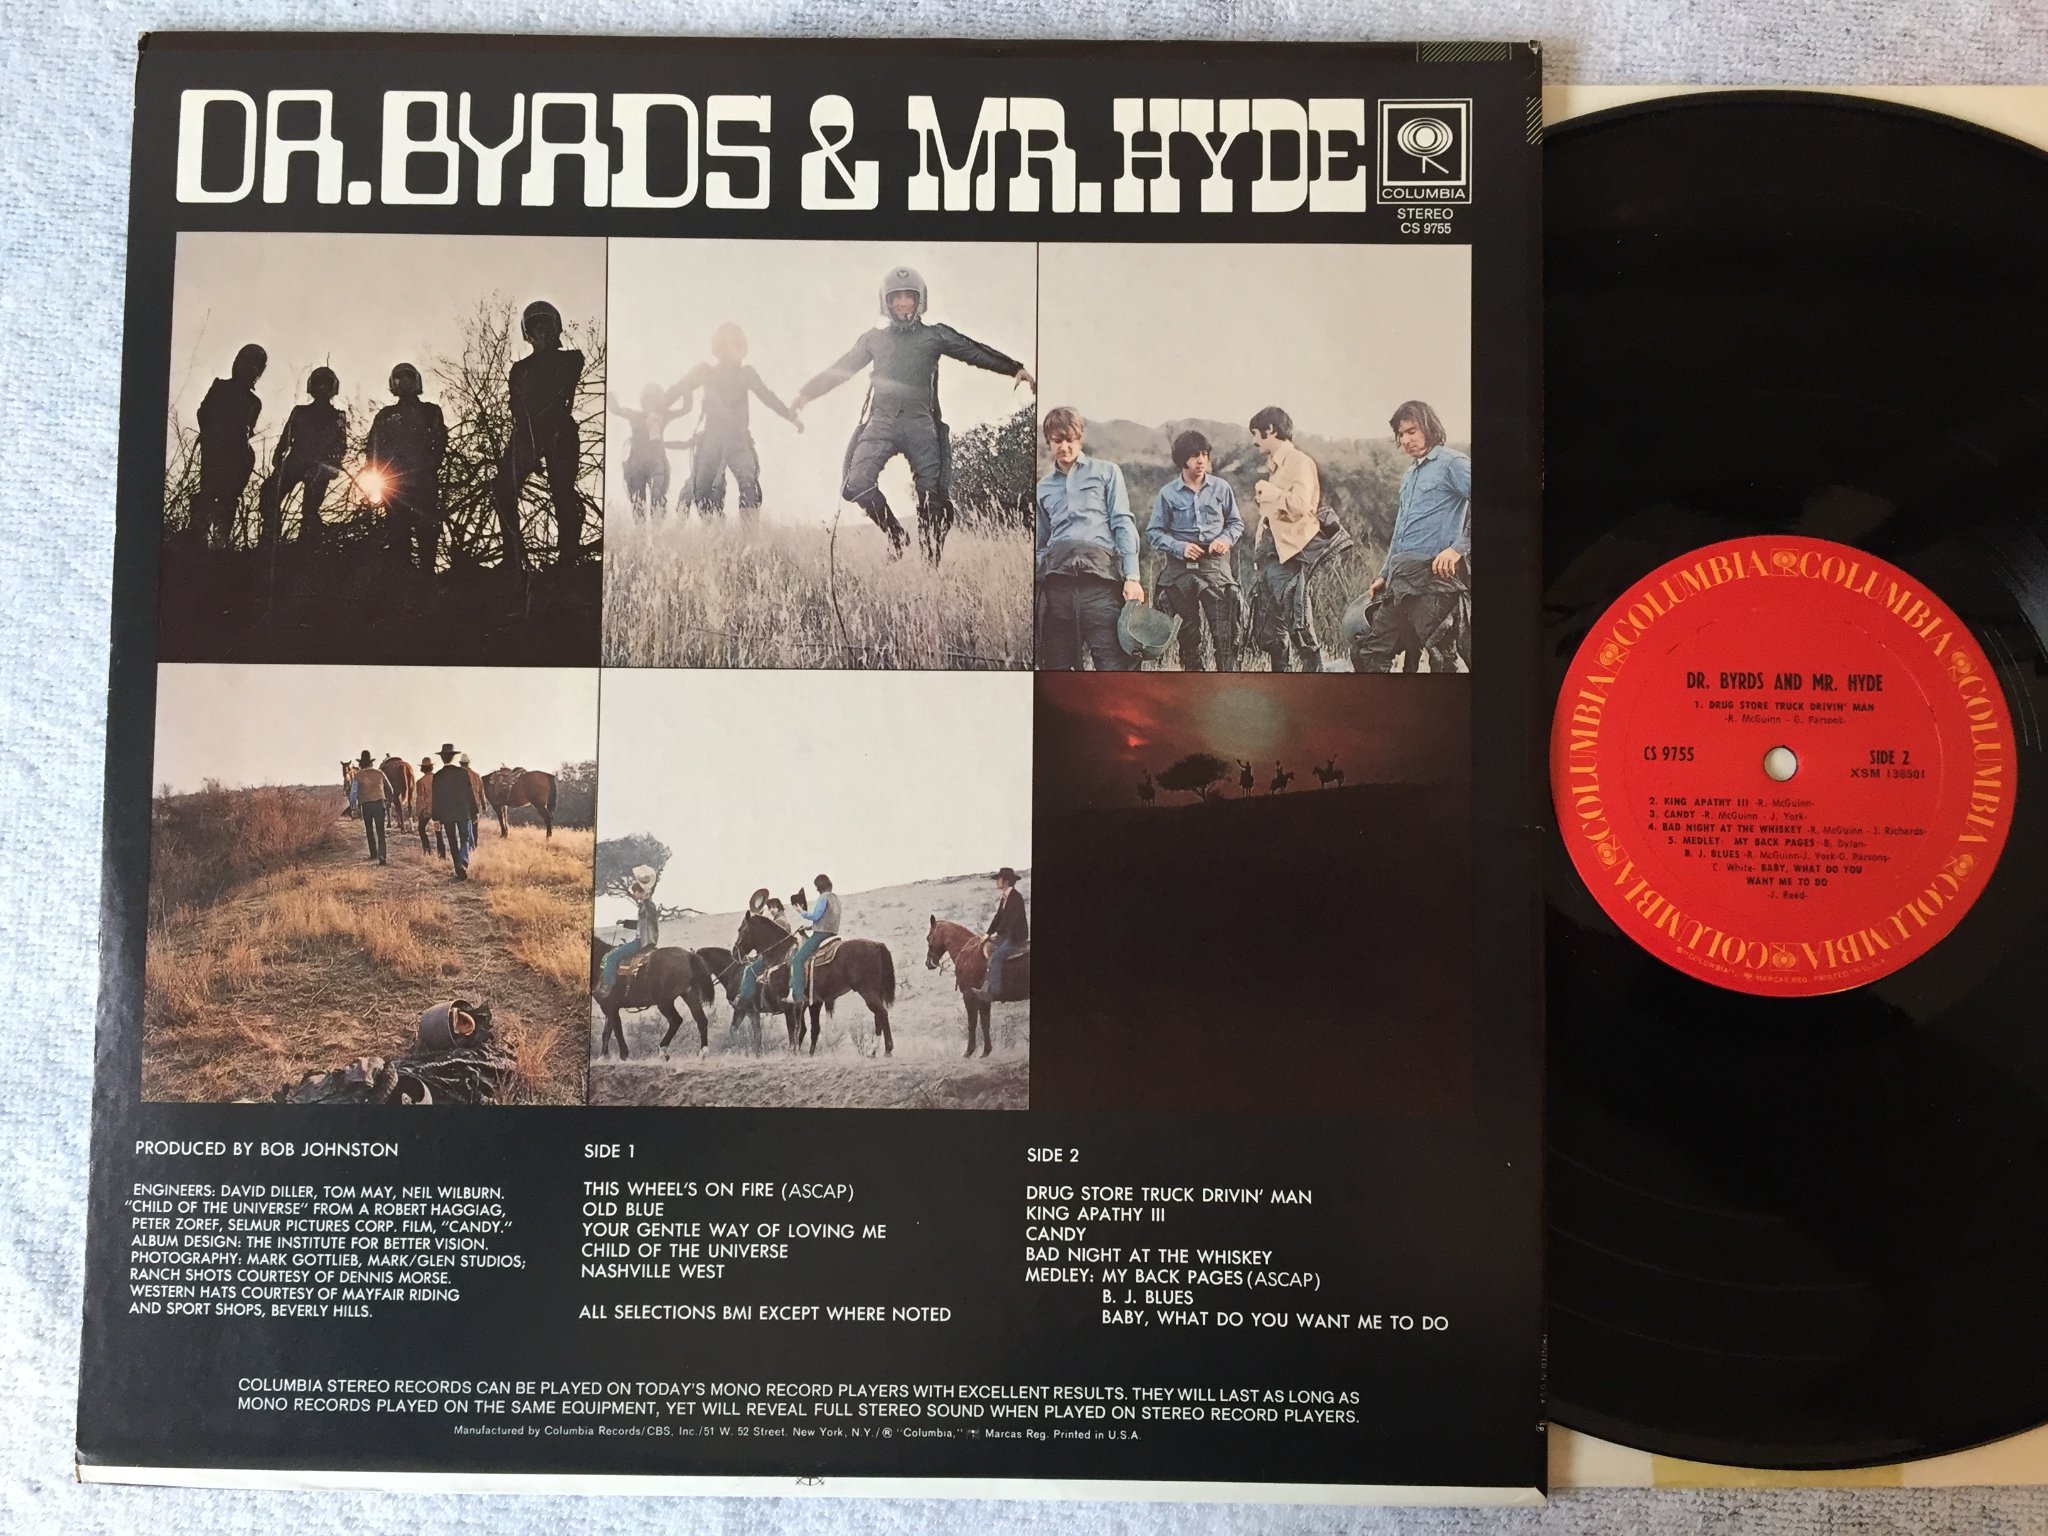 DR. BYRDS & MR. HYDE
COLUMBIA
STEREO
CS 9755
PRODUCED BY BOB JOHNSTON
ENGINEERS: DAVID DILLER, TOM MAY, NEIL WILBURN.
"CHILD OF THE UNIVERSE" FROM A ROBERT HAGGIAG,
PETER ZOREF, SELMUR PICTURES CORP. FILM, "CANDY."
ALBUM DESIGN: THE INSTITUTE FOR BETTER VISION.
PHOTOGRAPHY: MARK GOTTLIEB, MARK/GLEN STUDIOS;
RANCH SHOTS COURTESY OF DENNIS MORSE.
WESTERN HATS COURTESY OF MAYFAIR RIDING
AND SPORT SHOPS, BEVERLY HILLS.
SIDE 1
THIS WHEEL'S ON FIRE (ASCAP)
OLD BLUE
YOUR GENTLE WAY OF LOVING ME
CHILD OF THE UNIVERSE
NASHVILLE WEST
ALL SELECTIONS BMI EXCEPT WHERE NOTED
SIDE 2
DRUG STORE TRUCK DRIVIN' MAN
KING APATHY III
CANDY
BAD NIGHT AT THE WHISKEY
MEDLEY: MY BACK PAGES (ASCAP)
B. J. BLUES
BABY, WHAT DO YOU WANT ME TO DO
COLUMBIA STEREO RECORDS CAN BE PLAYED ON TODAY'S MONO RECORD PLAYERS WITH EXCELLENT RESULTS. THEY WILL LAST AS LONG AS
MONO RECORDS PLAYED ON THE SAME EQUIPMENT, YET WILL REVEAL FULL STEREO SOUND WHEN PLAYED ON STEREO RECORD PLAYERS.
Manufactured by Columbia Records/CBS, Inc./51 W. 52 Street, New York, N.Y./ ® "Columbia," Marcas Reg. Printed in U.S.A.
COLUMBIA COLUMBIA COLUMBIA COLUMBIA COLUMBIA COLUMBIA
DR. BYRDS AND MR. HYDE
1. DRUG STORE TRUCK DRIVIN' MAN
-R. McGuinn - G. Parsons-
CS 9755
SIDE 2
XSM 138501
2. KING APATHY III -R. McGuinn-
3. CANDY -R. McGuinn - J. York-
4. BAD NIGHT AT THE WHISKEY -R. McGuinn - J. Richards-
5. MEDLEY: MY BACK PAGES -B. Dylan-
B. J. BLUES -R. McGuinn-J. York-G. Parsons-
C. White- BABY, WHAT DO YOU
WANT ME TO DO
-J. Reed-
"COLUMBIA", MARCAS REG. PRINTED IN U.S.A.